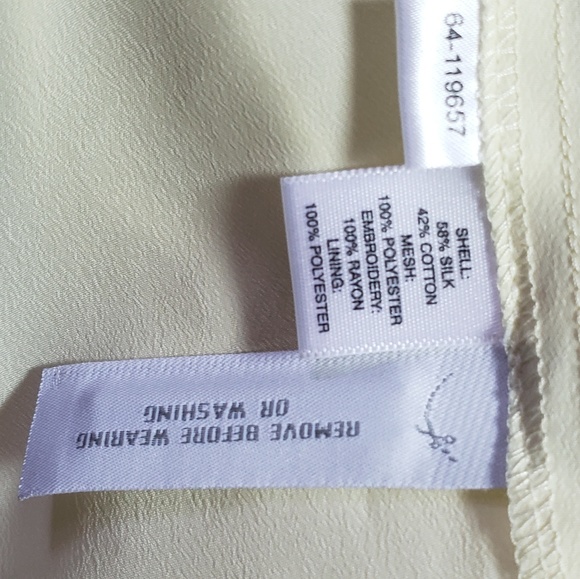 64-119657
SHELL:
58% SILK
42% COTTON
MESH:
100% POLYESTER
EMBROIDERY:
100% RAYON
LINING:
100% POLYESTER
REMOVE BEFORE WEARING
OR WASHING